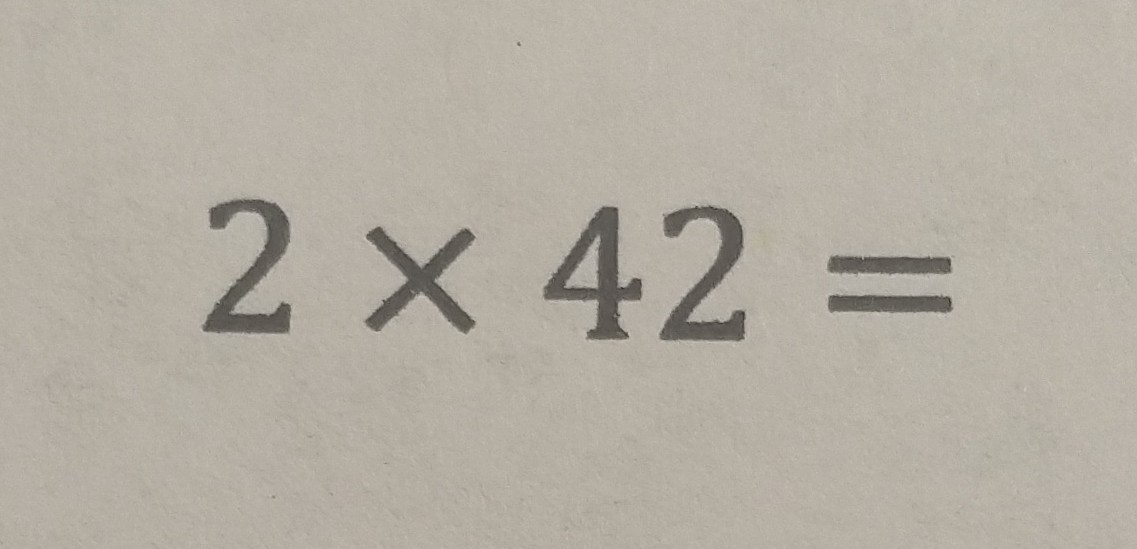 2 × 42 =